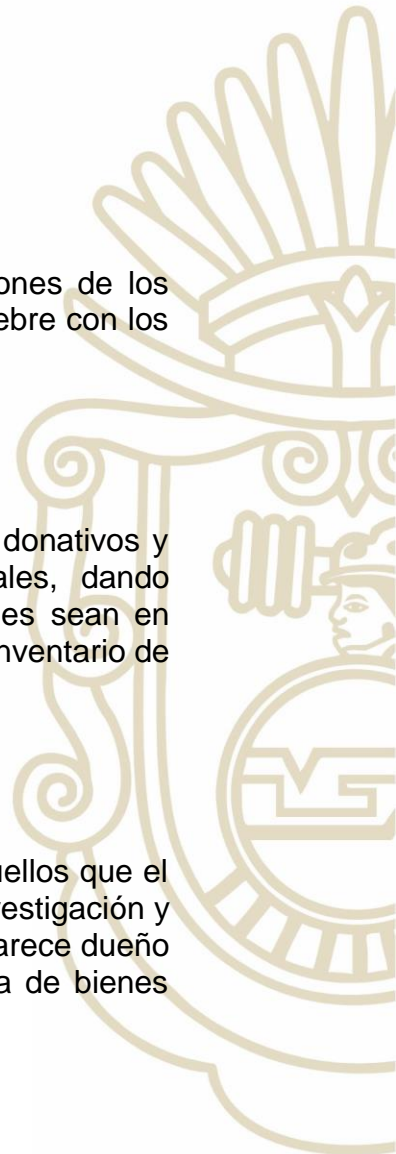 ones de los
ebre con los
donativos y
ales, dando
es sean en
nventario de
uellos que el
vestigación y
arece dueño
a de bienes